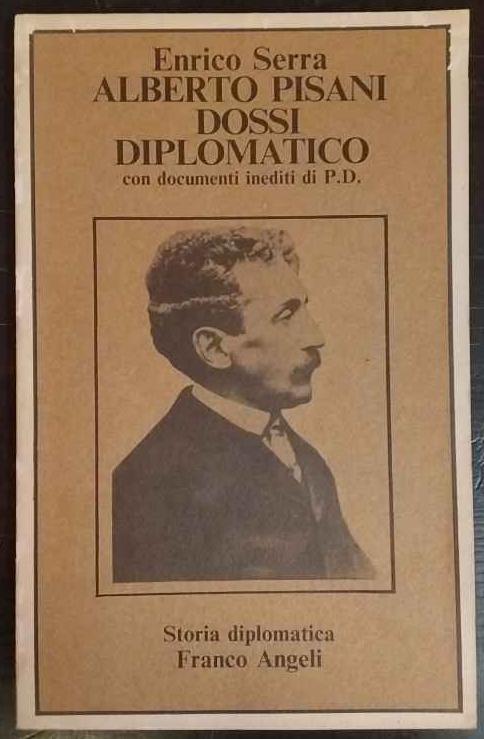 Enrico Serra
ALBERTO PISANI
DOSSI
DIPLOMATICO
con documenti inediti di P.D.
Storia diplomatica
Franco Angeli